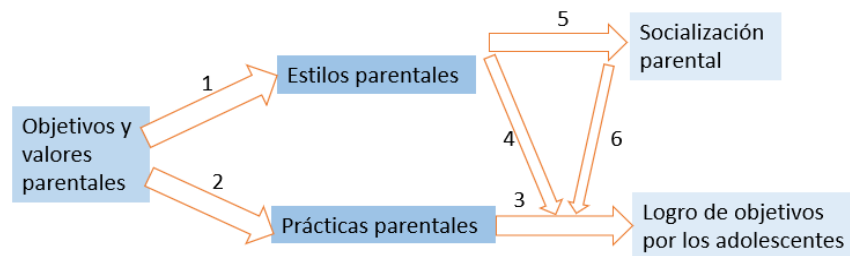 5
Socialización
parental
1
Estilos parentales
Objetivos y
valores
parentales
4
6
2
3
Prácticas parentales
Logro de objetivos
por los adolescentes